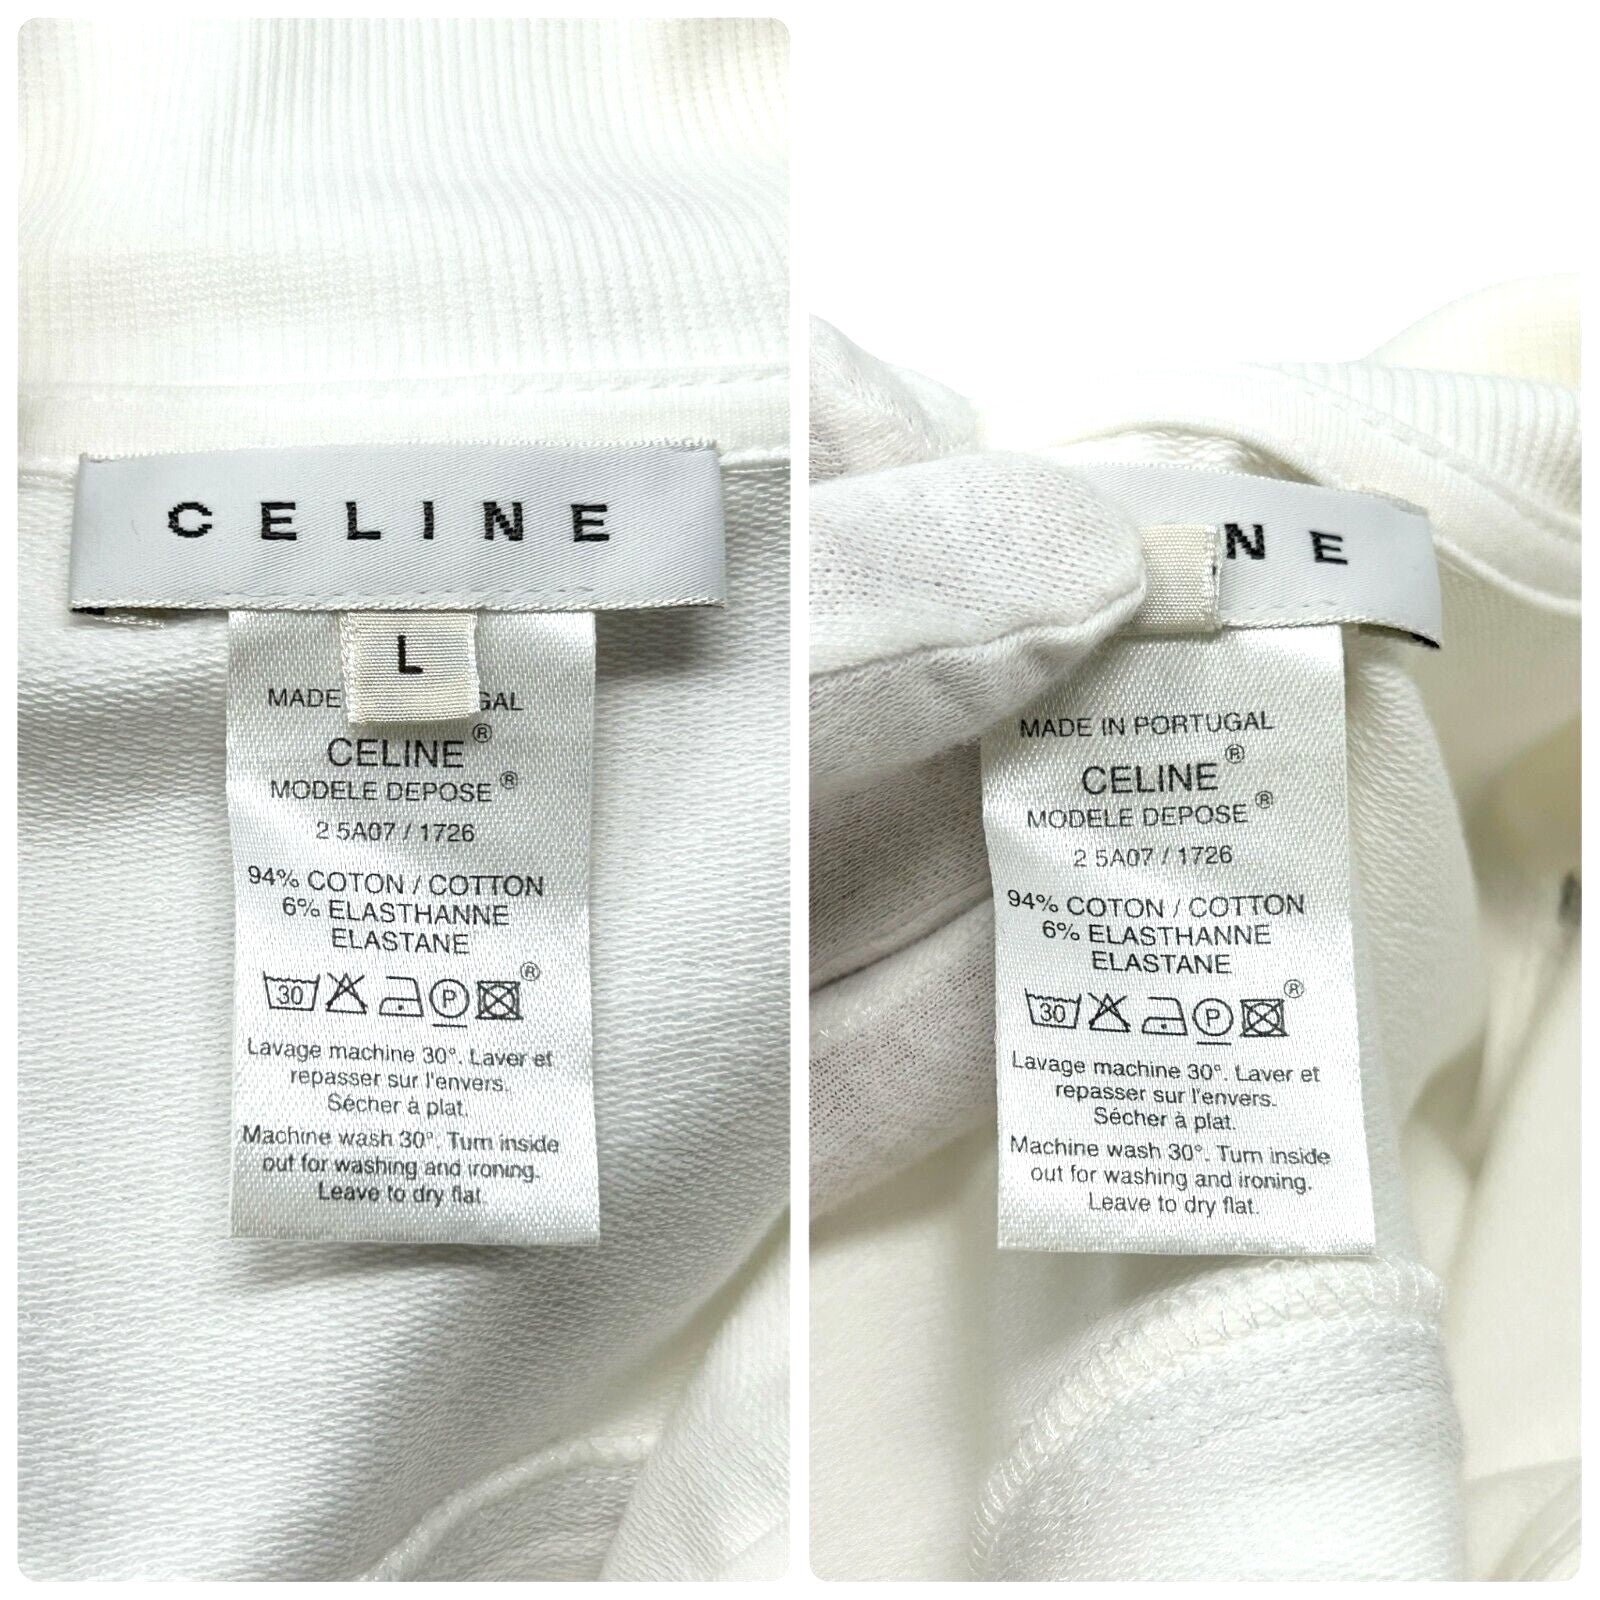 CELINE
L
MADE GAL
CELINE®
MODELE DEPOSE®
2 5A07 / 1726
94% COTON / COTTON
6% ELASTHANNE
ELASTANE
30 P ®
Lavage machine 30°. Laver et
repasser sur l'envers.
Sécher à plat.
Machine wash 30°. Turn inside
out for washing and ironing.
Leave to dry flat.
NE
MADE IN PORTUGAL
CELINE®
MODELE DEPOSE®
2 5A07 / 1726
94% COTON / COTTON
6% ELASTHANNE
ELASTANE
30 P ®
Lavage machine 30°. Laver et
repasser sur l'envers.
Sécher à plat.
Machine wash 30°. Turn inside
out for washing and ironing.
Leave to dry flat.